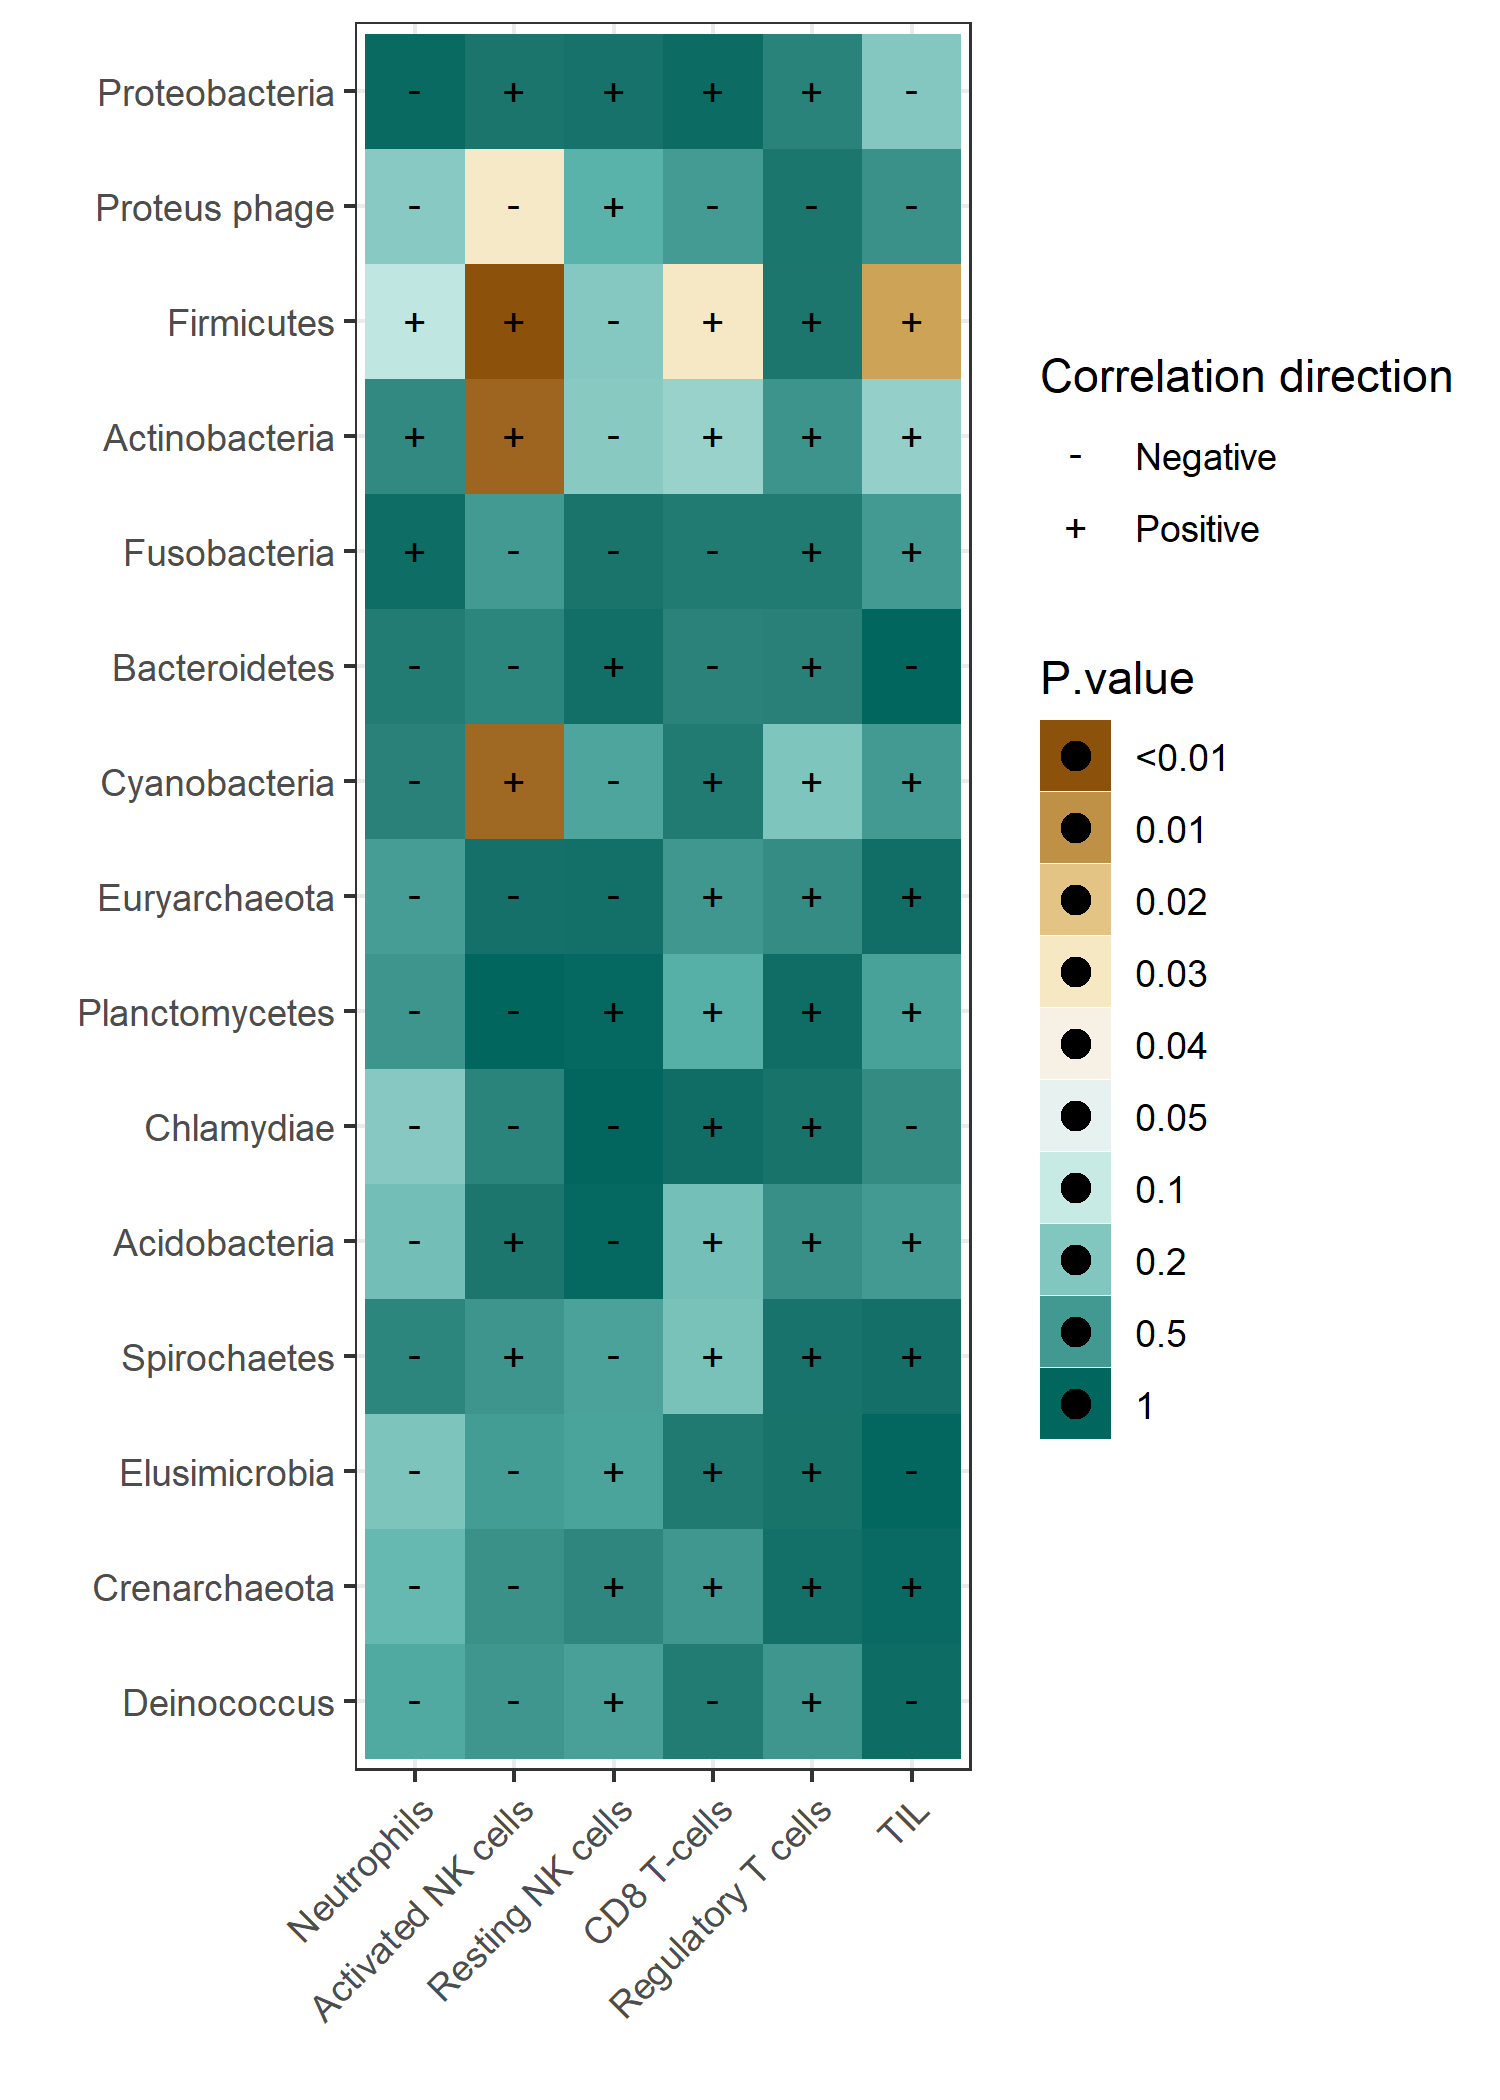 Proteobacteria - + + + + -
Proteus phage - - + - - -
Firmicutes + + - + + +
Actinobacteria + + - + + +
Fusobacteria + - - - + +
Bacteroidetes - - + - + -
Cyanobacteria - + - + + +
Euryarchaeota - - - + + +
Planctomycetes - - + + + +
Chlamydiae - - - + + -
Acidobacteria - + - + + +
Spirochaetes - + - + + +
Elusimicrobia - - + + + -
Crenarchaeota - - + + + +
Deinococcus - - + - + -
Neutrophils
Activated NK cells
Resting NK cells
CD8 T-cells
Regulatory T cells
TIL
Correlation direction
- Negative
+ Positive
P.value
<0.01
0.01
0.02
0.03
0.04
0.05
0.1
0.2
0.5
1